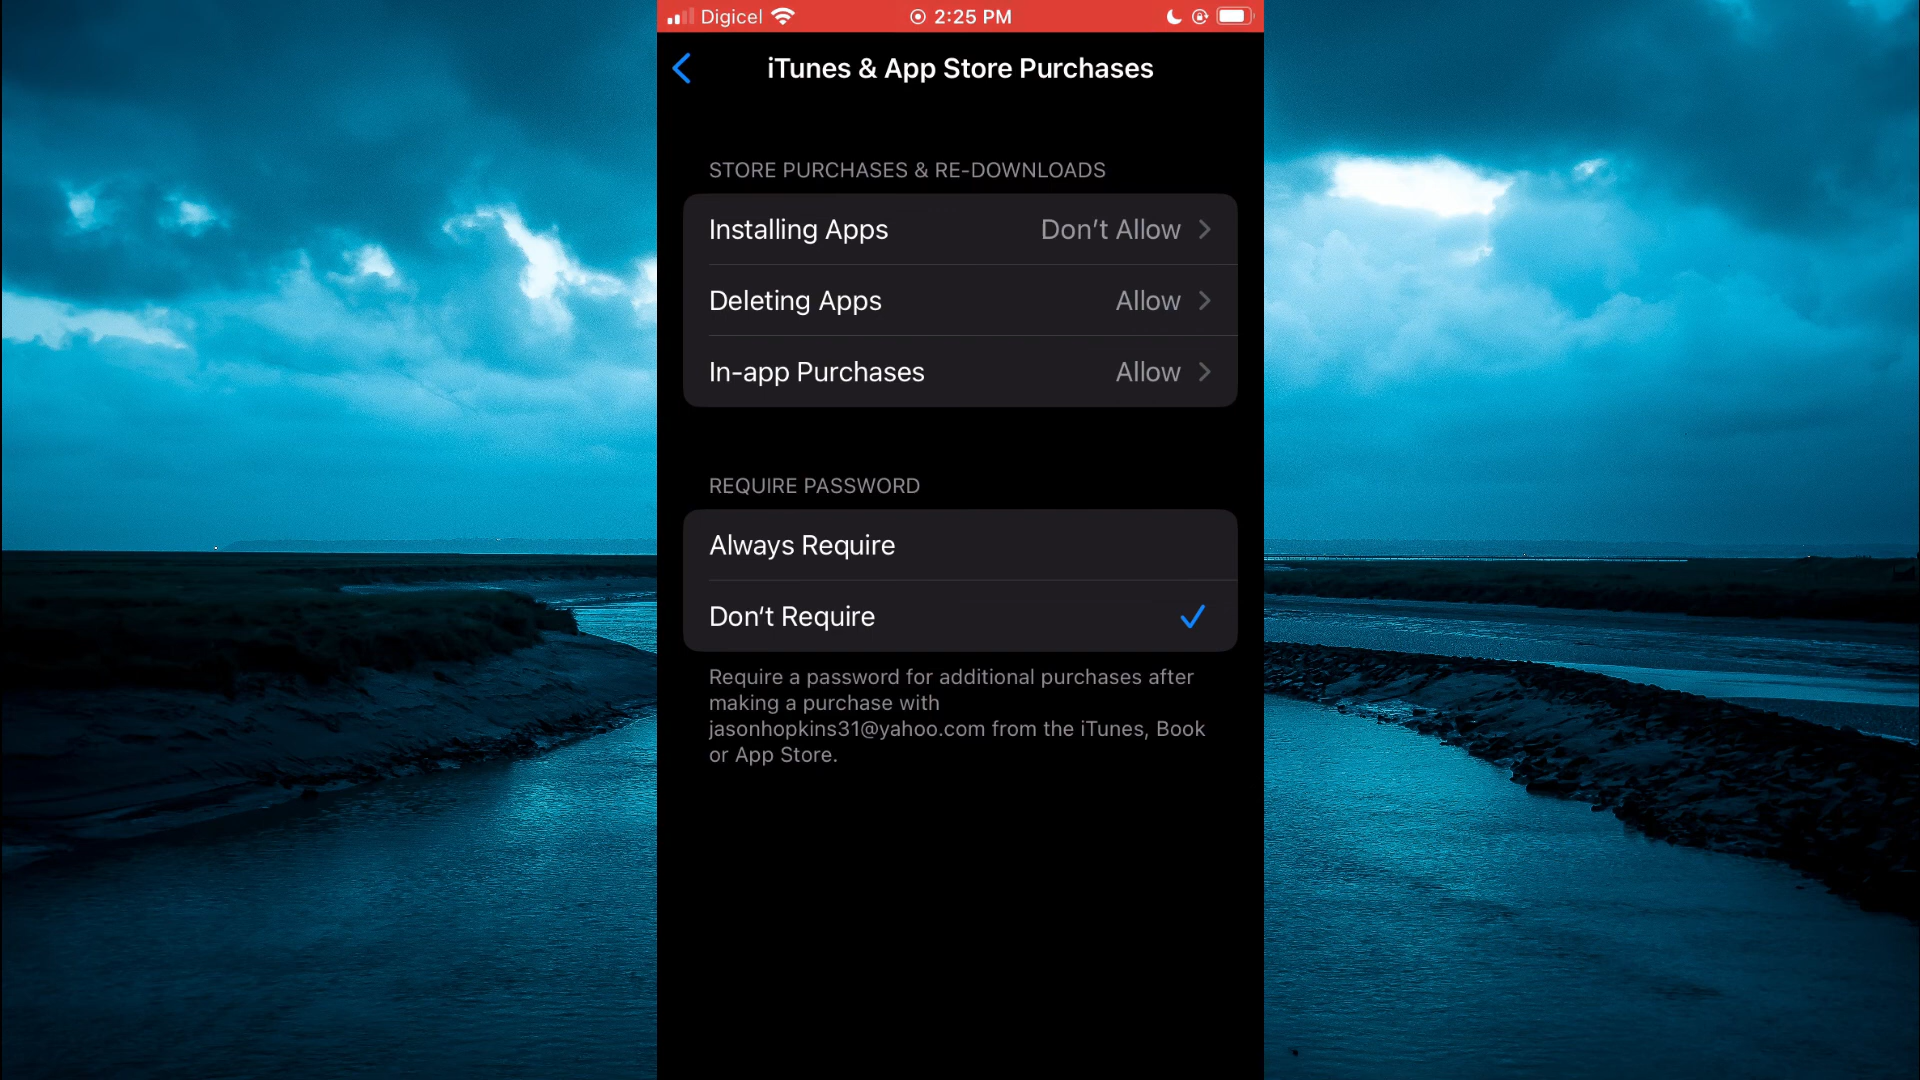 Digicel 2:25 PM
iTunes & App Store Purchases
STORE PURCHASES & RE-DOWNLOADS
Installing Apps Don’t Allow
Deleting Apps Allow
In-app Purchases Allow
REQUIRE PASSWORD
Always Require
Don’t Require
Require a password for additional purchases after
making a purchase with
jasonhopkins31@yahoo.com from the iTunes, Book
or App Store.